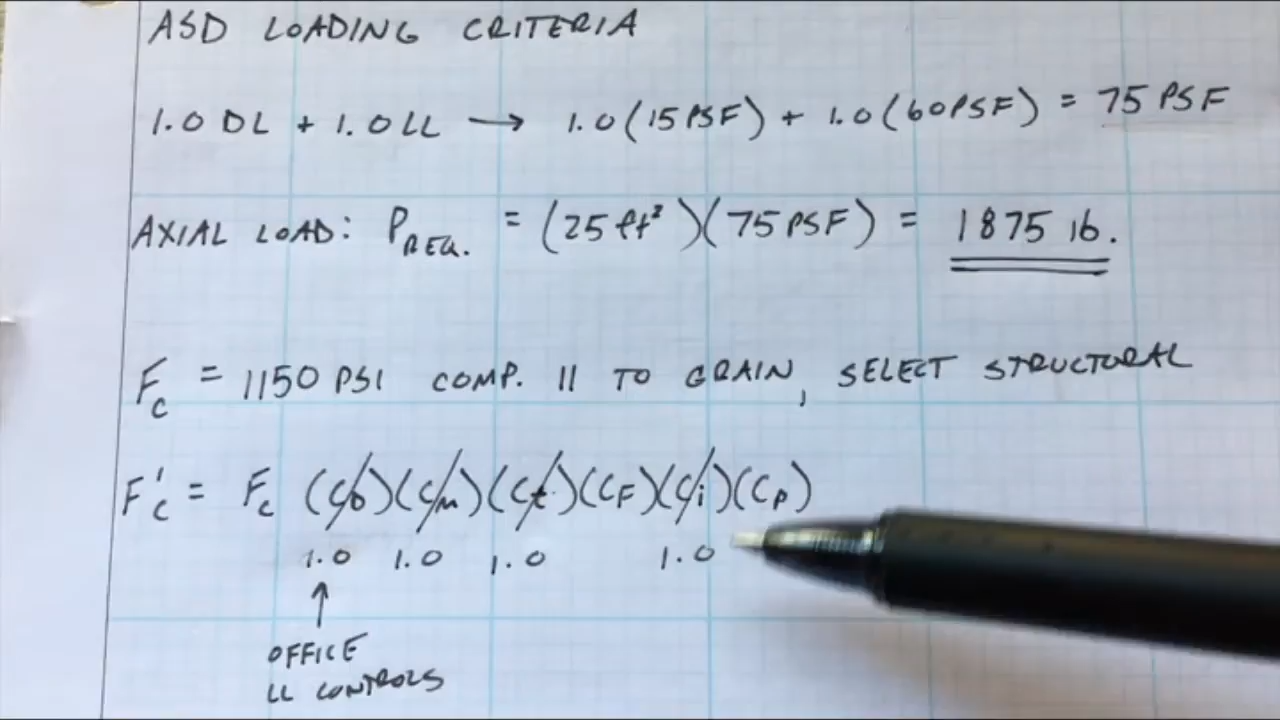 ASD LOADING CRITERIA
1.0 DL + 1.0 LL → 1.0 (15 PSF) + 1.0 (60 PSF) = 75 PSF
AXIAL LOAD: P REQ. = (25 ft²)(75 PSF) = 1875 lb.
Fc = 1150 PSI COMP. || TO GRAIN, SELECT STRUCTURAL
F'c = Fc (CD)(CM)(Ct)(CF)(Ci)(CP)
1.0 1.0 1.0 1.0
↑
OFFICE
LL CONTROLS